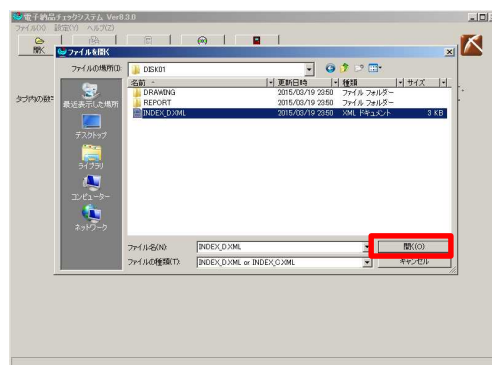 電子納品チェックシステム Ver8.3.0
ファイル(X) 設定(V) ヘルプ(Z)
開く
ファイルを開く
ファイルの場所(I):
DISK01
名前
更新日時
種類
サイズ
DRAWING
2015/03/19 23:50
ファイル フォルダー
REPORT
2015/03/19 23:50
ファイル フォルダー
INDEX_D.XML
2015/03/19 23:50
XML ドキュメント
3 KB
最近表示した場所
デスクトップ
ライブラリ
コンピューター
ネットワーク
ファイル名(N):
INDEX_D.XML
開く(O)
ファイルの種類(T):
INDEX_D.XML or INDEX_C.XML
キャンセル